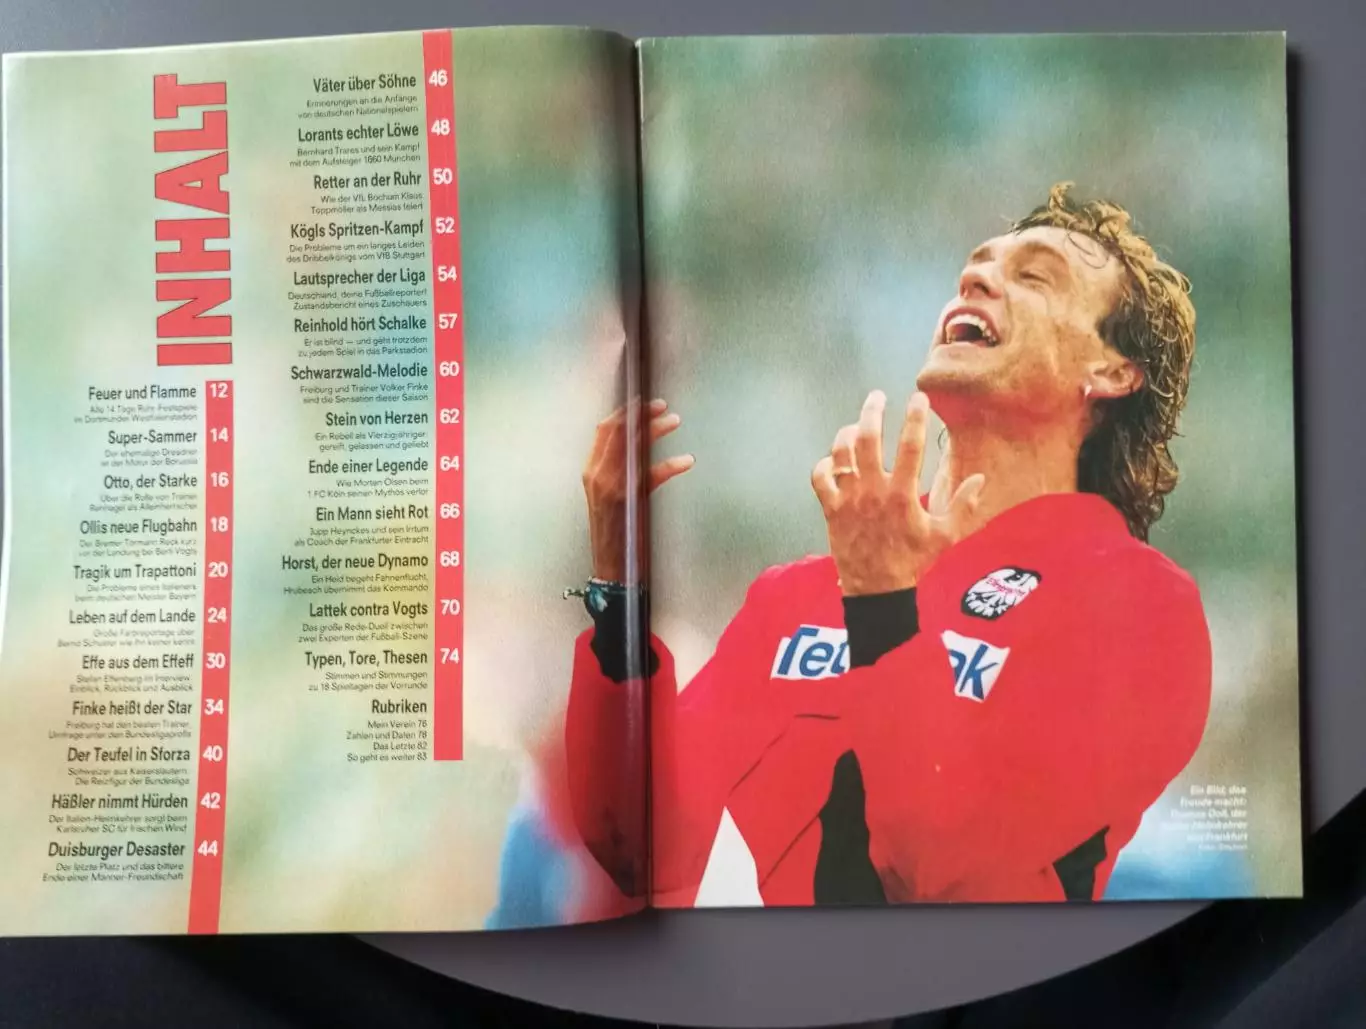 INHALT
Feuer und Flamme 12
Alle 14 Tage Ruhr-Festspiele
im Dortmunder Westfalenstadion
Super-Sammer 14
Der ehemalige Dresdner
ist der Motor der Borussia
Otto, der Starke 16
Über die Rolle von Trainer
Rehhagel als Alleinherrscher
Ollis neue Flugbahn 18
Der Bremer Tormann Reck kurz
vor der Landung bei Berti Vogts
Tragik um Trapattoni 20
Die Probleme eines Italieners
beim deutschen Meister Bayern
Leben auf dem Lande 24
Große Farbreportage über
Bernd Schuster wie ihn keiner kennt
Effe aus dem Effeff 30
Stefan Effenberg im Interview:
Einblick, Rückblick und Ausblick
Finke heißt der Star 34
Freiburg hat den besten Trainer,
Umfrage unter den Bundesligaprofis
Der Teufel in Sforza 40
Schweizer aus Kaiserslautern:
Die Reizfigur der Bundesliga
Häßler nimmt Hürden 42
Der Italien-Heimkehrer sorgt beim
Karlsruher SC für frischen Wind
Duisburger Desaster 44
Der letzte Platz und das bittere
Ende einer Männer-Freundschaft
Väter über Söhne 46
Erinnerungen an die Anfänge
von deutschen Nationalspielern
Lorants echter Löwe 48
Bernhard Trares und sein Kampf
mit dem Aufsteiger 1860 München
Retter an der Ruhr 50
Wie der VfL Bochum Klaus
Toppmöller als Messias feiert
Kögls Spritzen-Kampf 52
Die Probleme um ein langes Leiden
des Dribbelkönigs vom VfB Stuttgart
Lautsprecher der Liga 54
Deutschland, deine Fußballreporter!
Zustandsbericht eines Zuschauers
Reinhold hört Schalke 57
Er ist blind — und geht trotzdem
zu jedem Spiel in das Parkstadion
Schwarzwald-Melodie 60
Freiburg und Trainer Volker Finke
sind die Sensation dieser Saison
Stein von Herzen 62
Ein Rebell als Vierzigjähriger:
gereift, gelassen und geliebt
Ende einer Legende 64
Wie Morten Olsen beim
1. FC Köln seinen Mythos verlor
Ein Mann sieht Rot 66
Jupp Heynckes und sein Irrtum
als Coach der Frankfurter Eintracht
Horst, der neue Dynamo 68
Ein Held begeht Fahnenflucht,
Hrubesch übernimmt das Kommando
Lattek contra Vogts 70
Das große Rede-Duell zwischen
zwei Experten der Fußball-Szene
Typen, Tore, Thesen 74
Stimmen und Stimmungen
zu 18 Spieltagen der Vorrunde
Rubriken
Mein Verein 76
Zahlen und Daten 78
Das Letzte 82
So geht es weiter 83
Tet
ak
Ein Bild, das
Freude macht:
Thomas Doll, der
Italien-Heimkehrer
aus Frankfurt